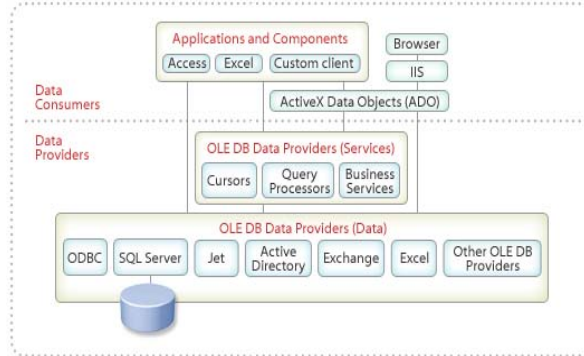 Applications and Components
Access
Excel
Custom client
Browser
IIS
ActiveX Data Objects (ADO)
Data
Consumers
Data
Providers
OLE DB Data Providers (Services)
Cursors
Query
Processors
Business
Services
OLE DB Data Providers (Data)
ODBC
SQL Server
Jet
Active
Directory
Exchange
Excel
Other OLE DB
Providers